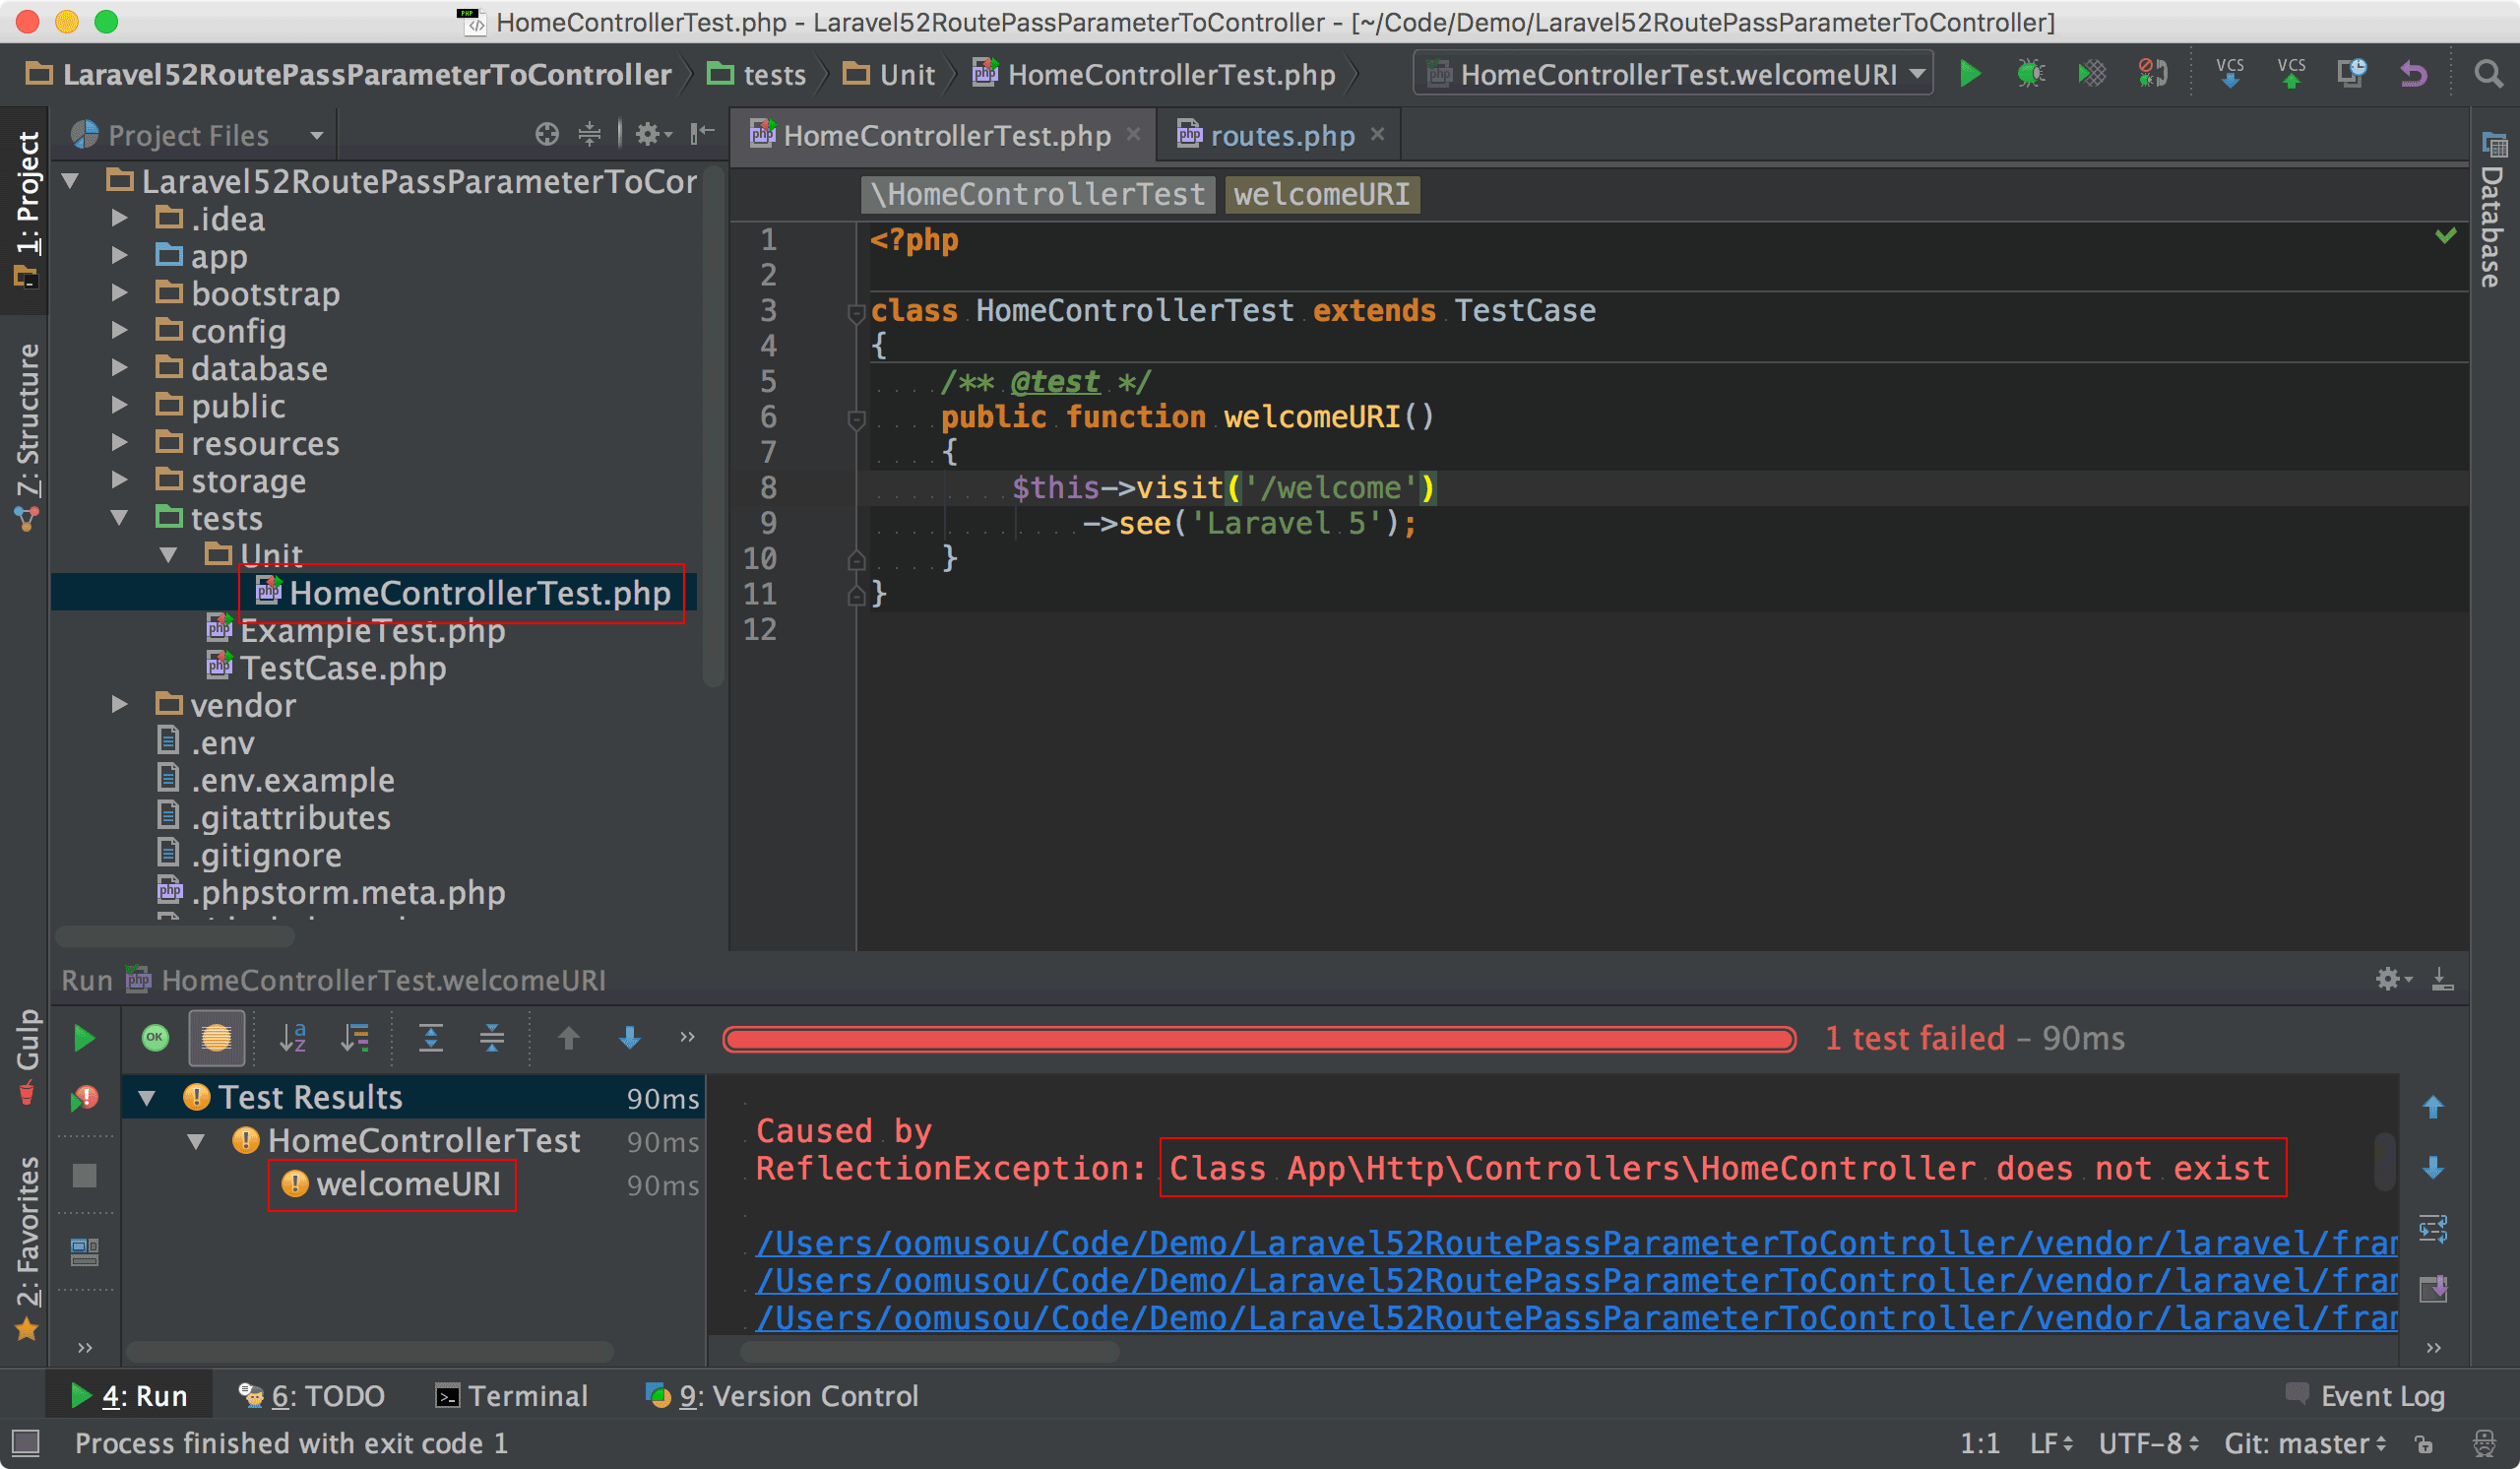 HomeControllerTest.php - Laravel52RoutePassParameterToController - [~/Code/Demo/Laravel52RoutePassParameterToController]
Laravel52RoutePassParameterToController tests Unit HomeControllerTest.php HomeControllerTest.welcomeURI VCS VCS
1: Project
7: Structure
Gulp
2: Favorites
Database
Project Files
Laravel52RoutePassParameterToCor
.idea
app
bootstrap
config
database
public
resources
storage
tests
Unit
HomeControllerTest.php
ExampleTest.php
TestCase.php
vendor
.env
.env.example
.gitattributes
.gitignore
.phpstorm.meta.php
HomeControllerTest.php routes.php
\HomeControllerTest welcomeURI
1 <?php
2
3 class HomeControllerTest extends TestCase
4 {
5 /** @test */
6 public function welcomeURI()
7 {
8 $this->visit('/welcome')
9 ->see('Laravel 5');
10 }
11 }
12
Run HomeControllerTest.welcomeURI
1 test failed – 90ms
Test Results 90ms
HomeControllerTest 90ms
welcomeURI 90ms
Caused by
ReflectionException: Class App\Http\Controllers\HomeController does not exist
/Users/oomusou/Code/Demo/Laravel52RoutePassParameterToController/vendor/laravel/fram
/Users/oomusou/Code/Demo/Laravel52RoutePassParameterToController/vendor/laravel/fram
/Users/oomusou/Code/Demo/Laravel52RoutePassParameterToController/vendor/laravel/fram
4: Run 6: TODO Terminal 9: Version Control Event Log
Process finished with exit code 1 1:1 LF UTF-8 Git: master